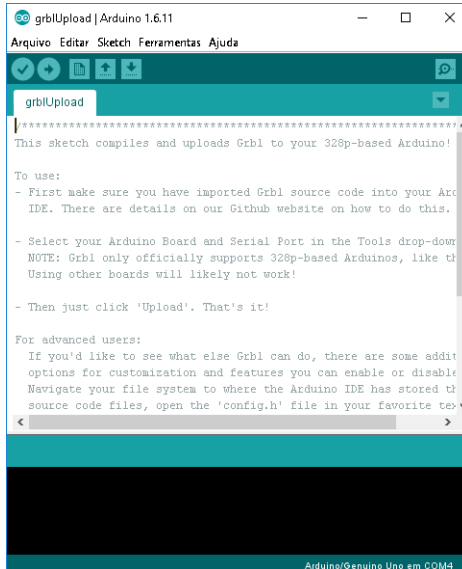 grblUpload | Arduino 1.6.11
Arquivo Editar Sketch Ferramentas Ajuda
grblUpload
/*****************************************************************
This sketch compiles and uploads Grbl to your 328p-based Arduino!
To use:
- First make sure you have imported Grbl source code into your Arc
IDE. There are details on our Github website on how to do this.
- Select your Arduino Board and Serial Port in the Tools drop-down
NOTE: Grbl only officially supports 328p-based Arduinos, like th
Using other boards will likely not work!
- Then just click 'Upload'. That's it!
For advanced users:
If you'd like to see what else Grbl can do, there are some addit
options for customization and features you can enable or disable
Navigate your file system to where the Arduino IDE has stored th
source code files, open the 'config.h' file in your favorite tex
Arduino/Genuino Uno em COM4